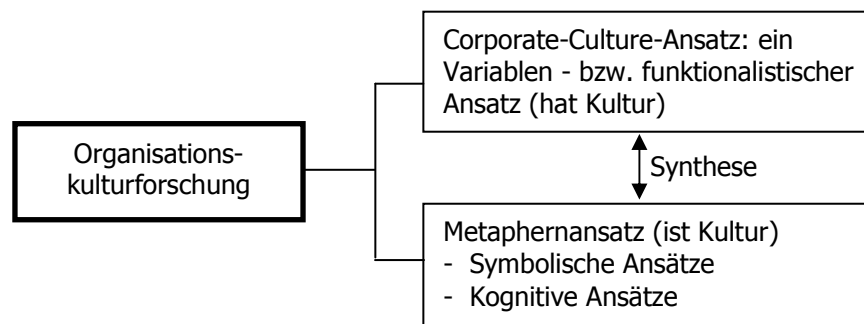 Corporate-Culture-Ansatz: ein
Variablen - bzw. funktionalistischer
Ansatz (hat Kultur)
Organisations-
kulturforschung
Synthese
Metaphernansatz (ist Kultur)
- Symbolische Ansätze
- Kognitive Ansätze